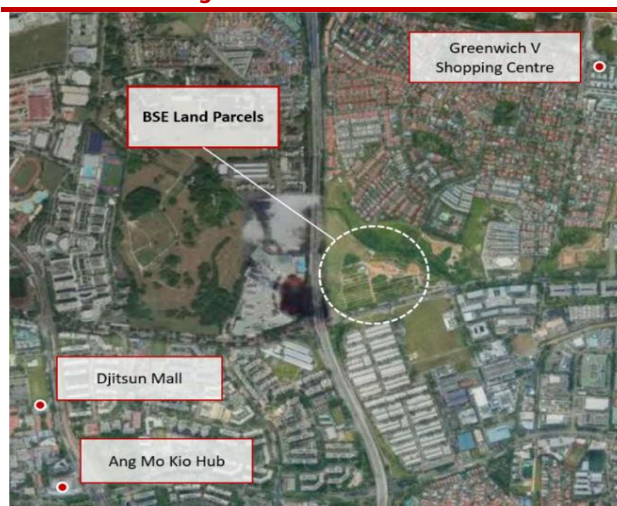 Greenwich V
Shopping Centre
BSE Land Parcels
Djitsun Mall
Ang Mo Kio Hub